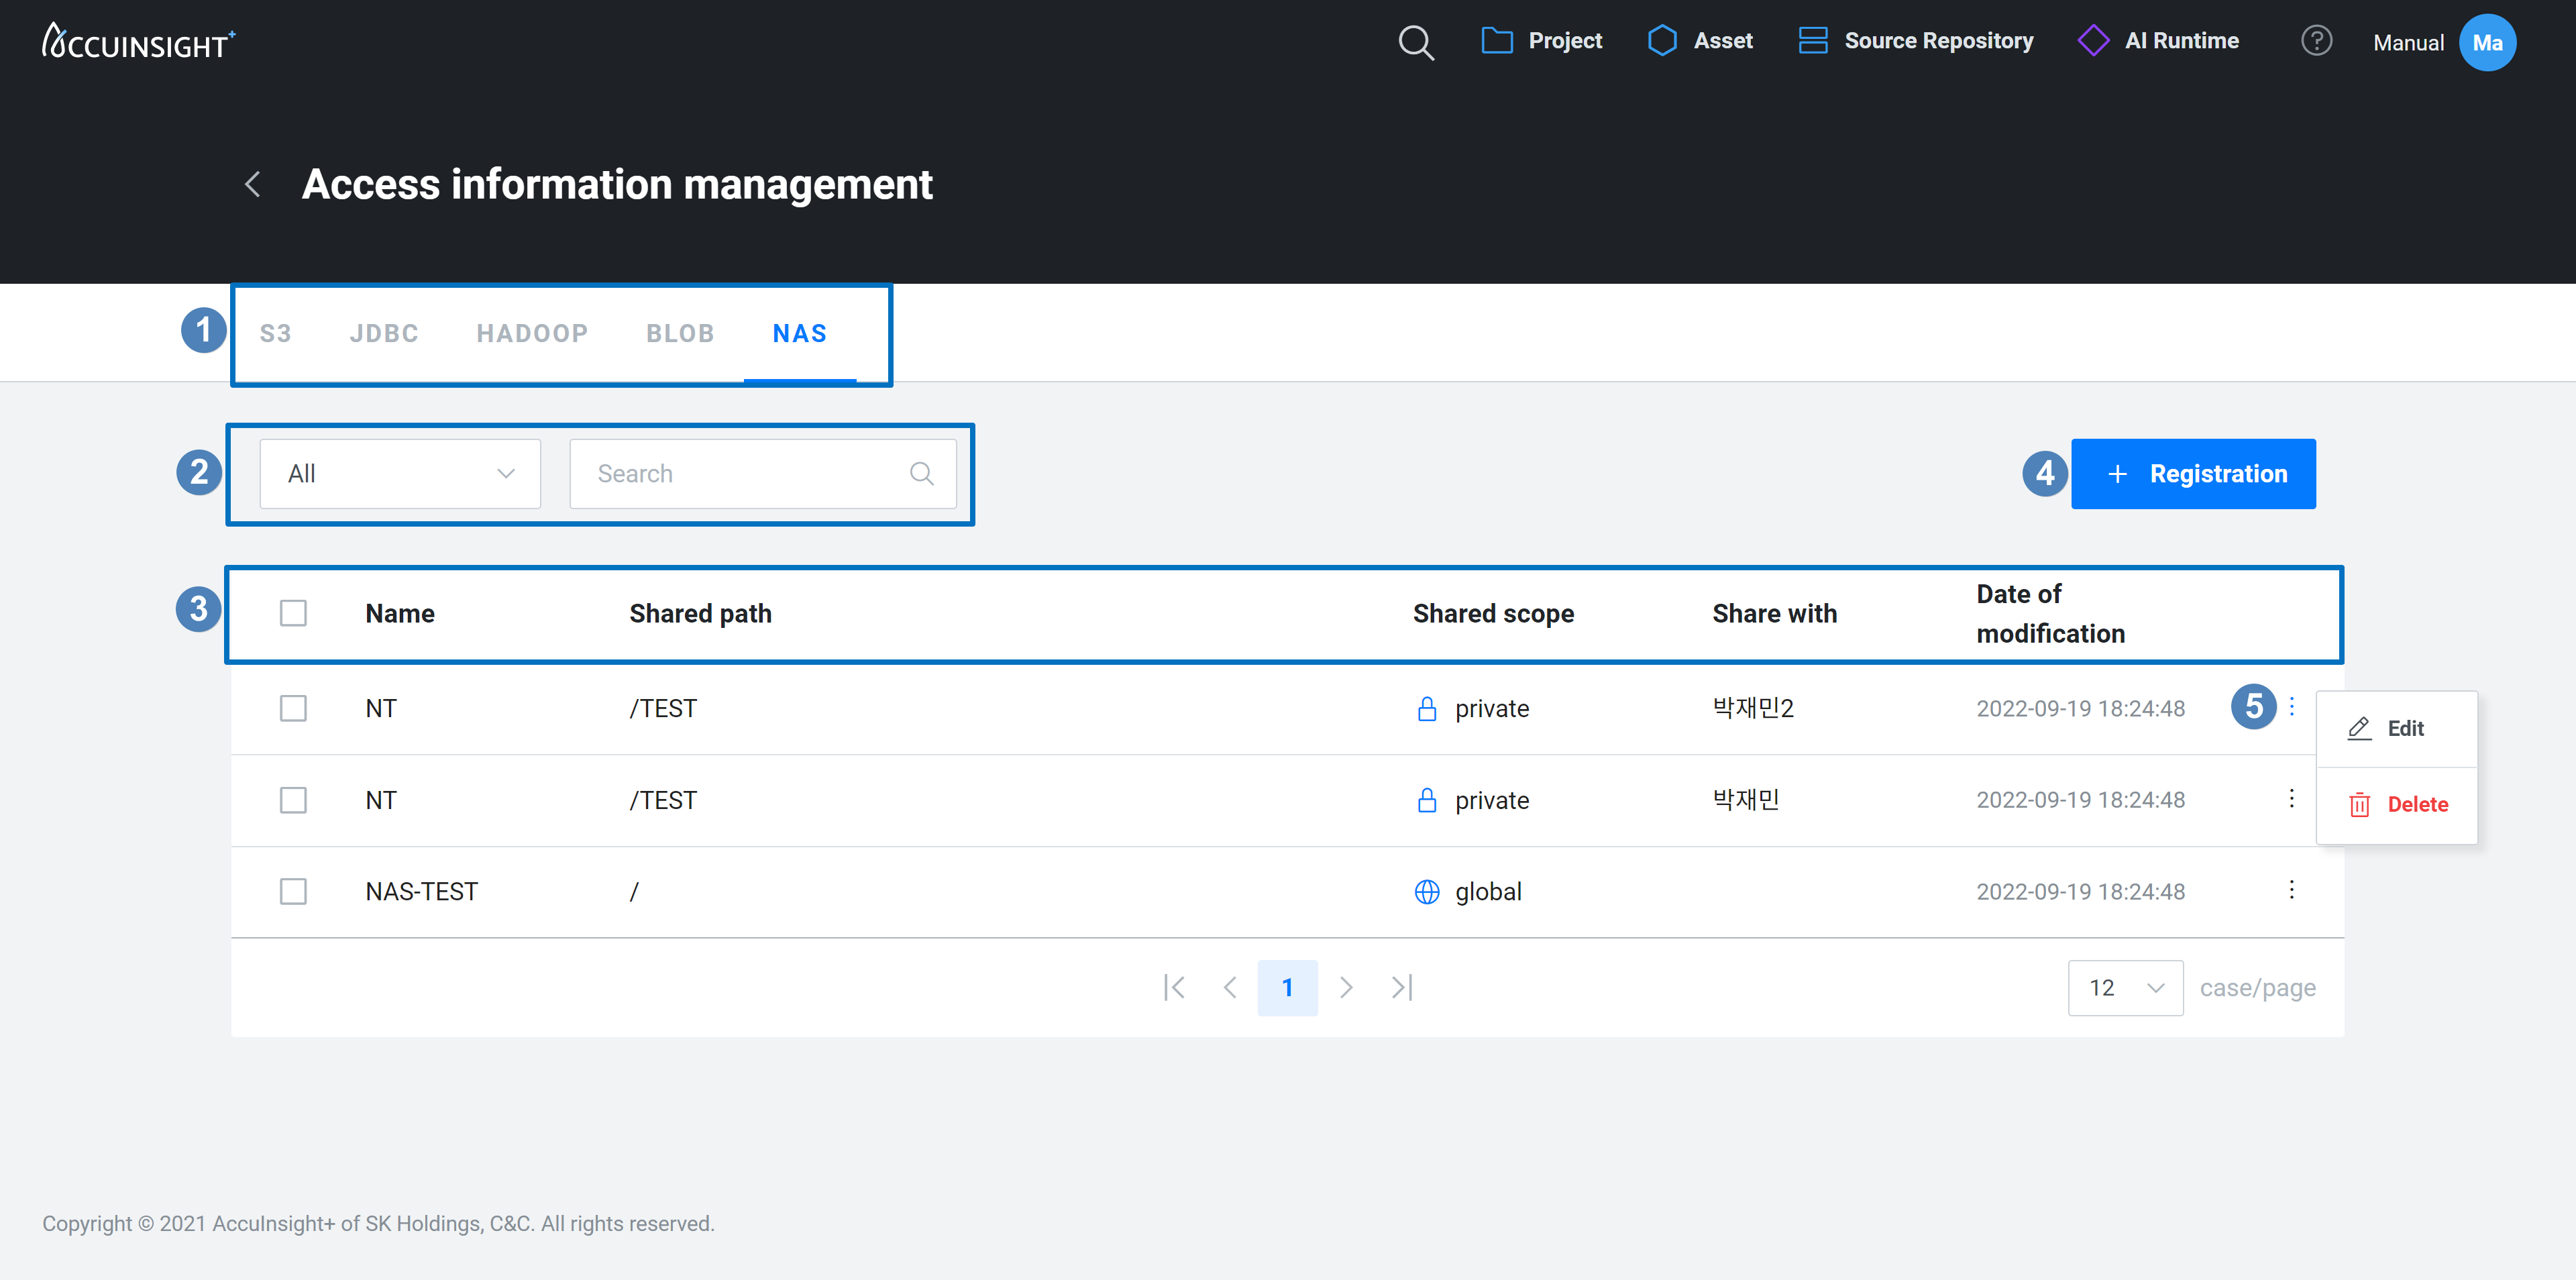 ACCUINSIGHT+
Project
Asset
Source Repository
AI Runtime
?
Manual
Ma
Access information management
1
S3
JDBC
HADOOP
BLOB
NAS
2
All
Search
4
+ Registration
3
Name
Shared path
Shared scope
Share with
Date of
modification
NT
/TEST
private
박재민2
2022-09-19 18:24:48
5
Edit
NT
/TEST
private
박재민
2022-09-19 18:24:48
Delete
NAS-TEST
/
global
2022-09-19 18:24:48
1
12
case/page
Copyright © 2021 AccuInsight+ of SK Holdings, C&C. All rights reserved.